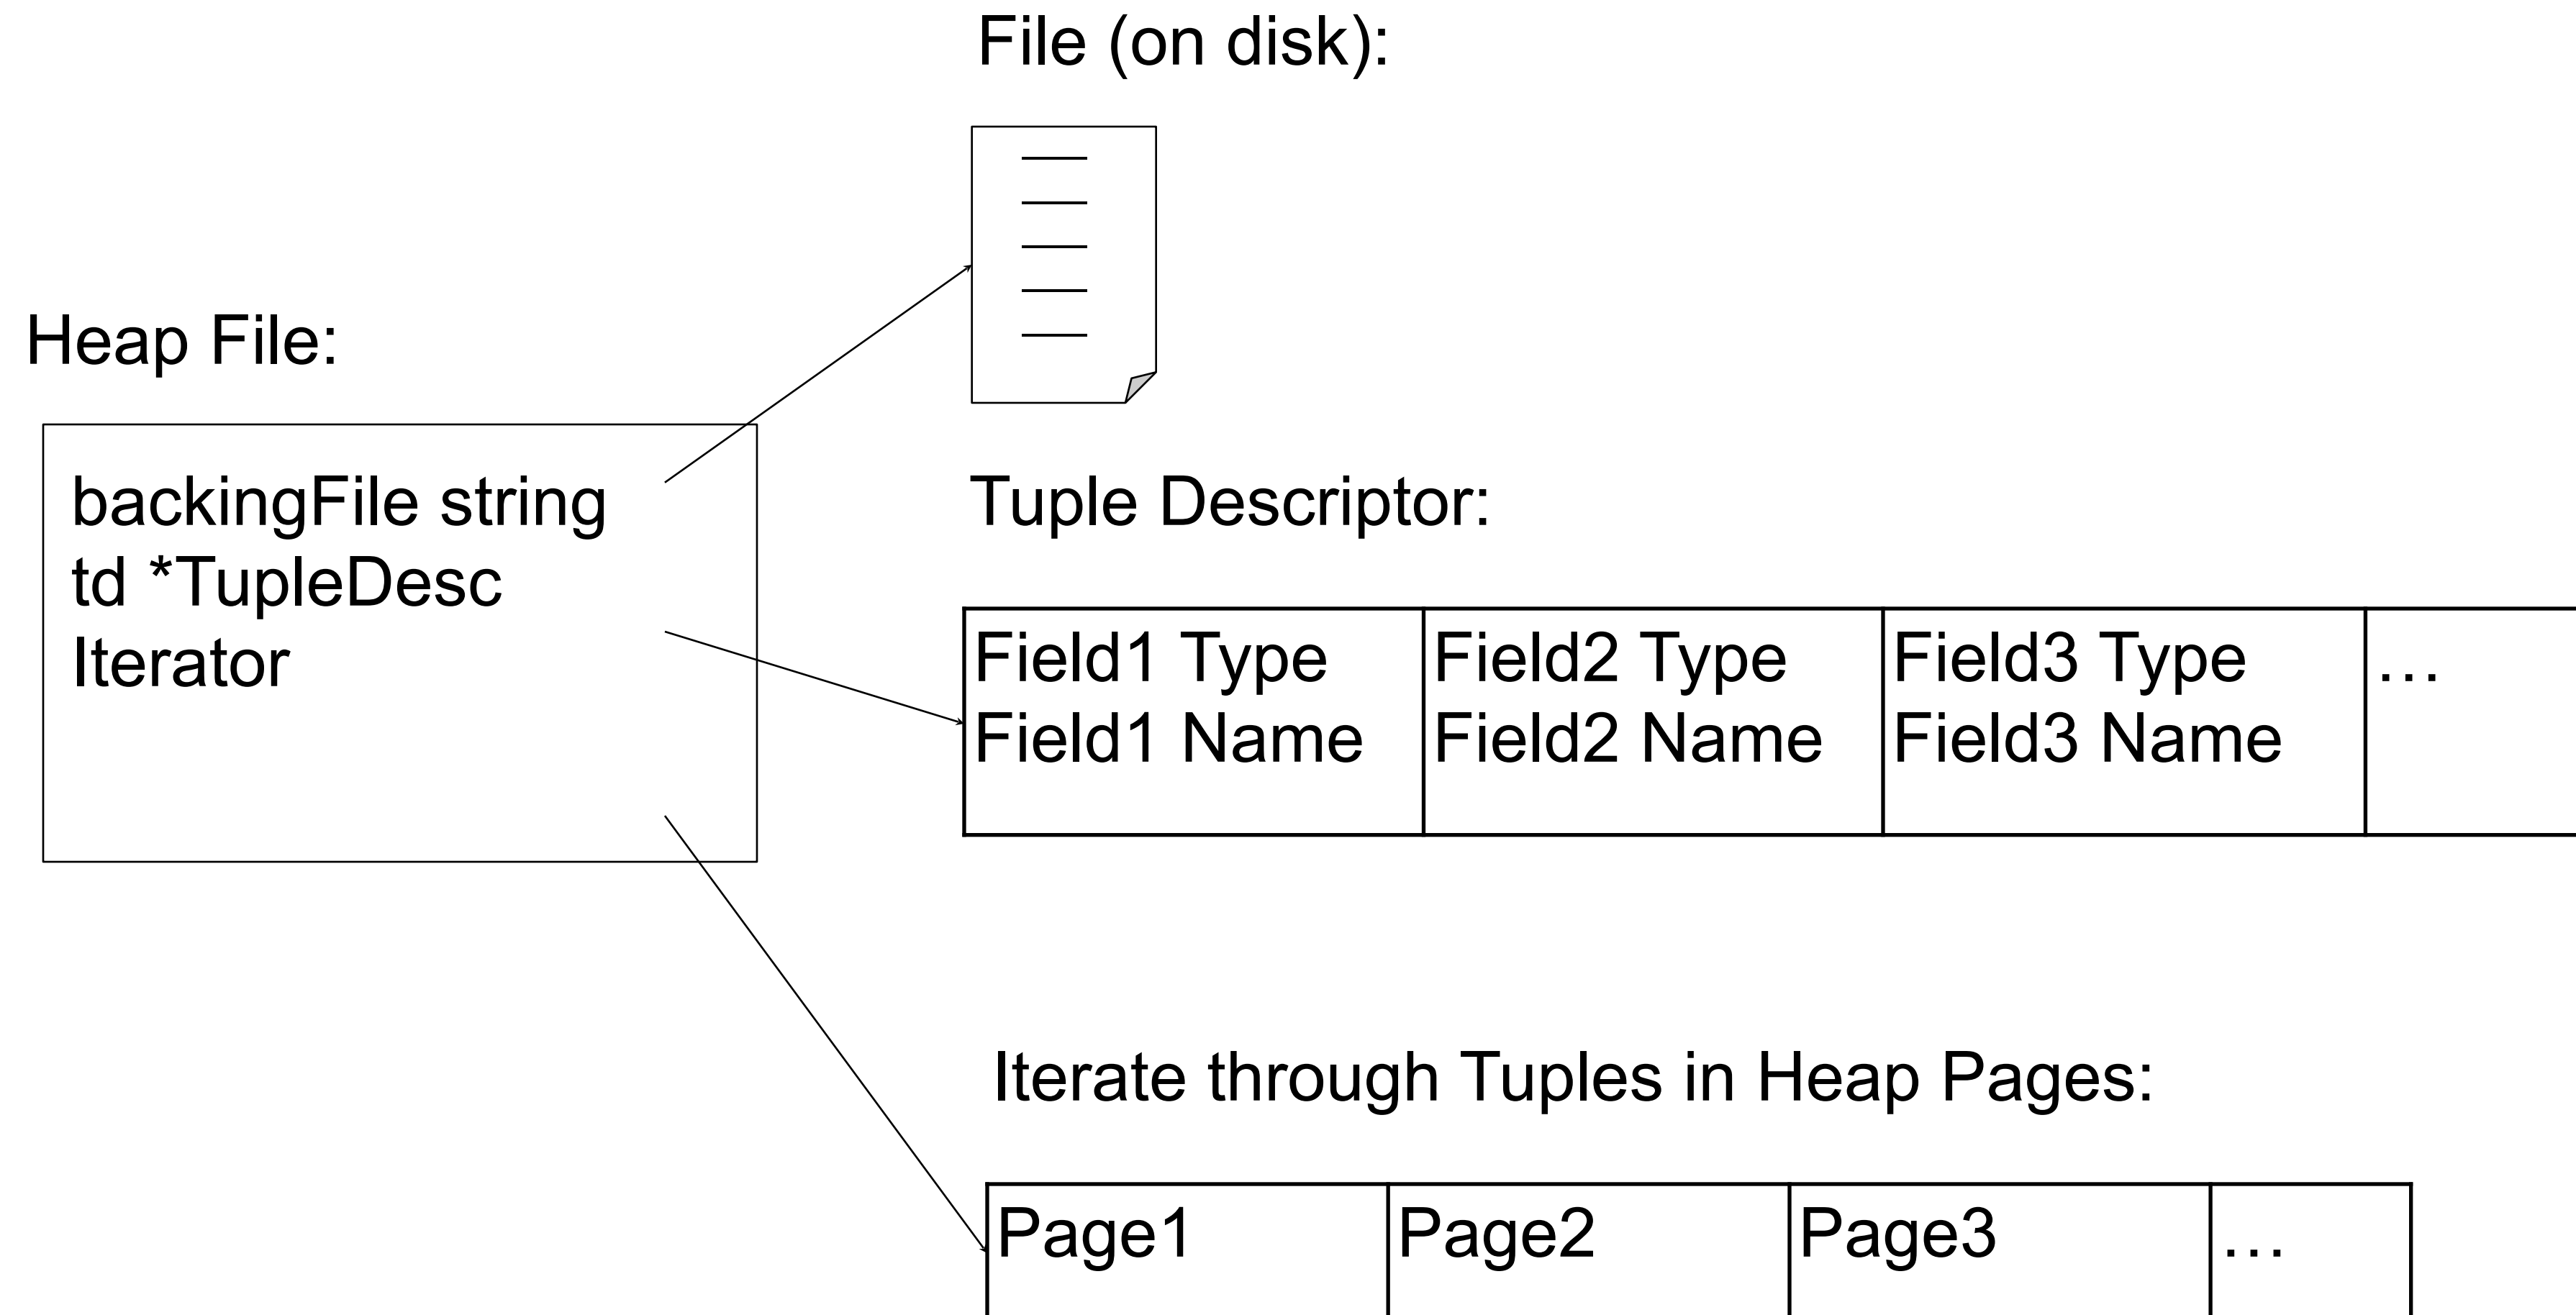 File (on disk):
Heap File:
backingFile string
td *TupleDesc
Iterator
Tuple Descriptor:
Field1 Type
Field1 Name
Field2 Type
Field2 Name
Field3 Type
Field3 Name
…
Iterate through Tuples in Heap Pages:
Page1
Page2
Page3
…